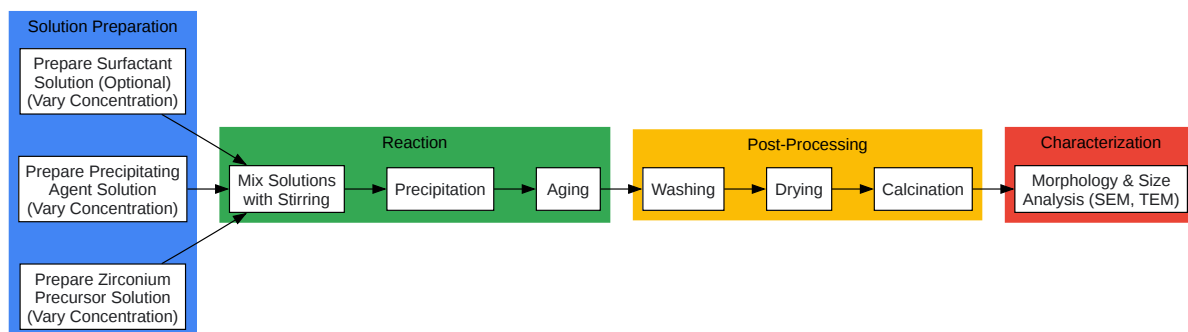 Solution Preparation
Prepare Surfactant
Solution (Optional)
(Vary Concentration)
Prepare Precipitating
Agent Solution
(Vary Concentration)
Prepare Zirconium
Precursor Solution
(Vary Concentration)
Reaction
Mix Solutions
with Stirring
Precipitation
Aging
Post-Processing
Washing
Drying
Calcination
Characterization
Morphology & Size
Analysis (SEM, TEM)